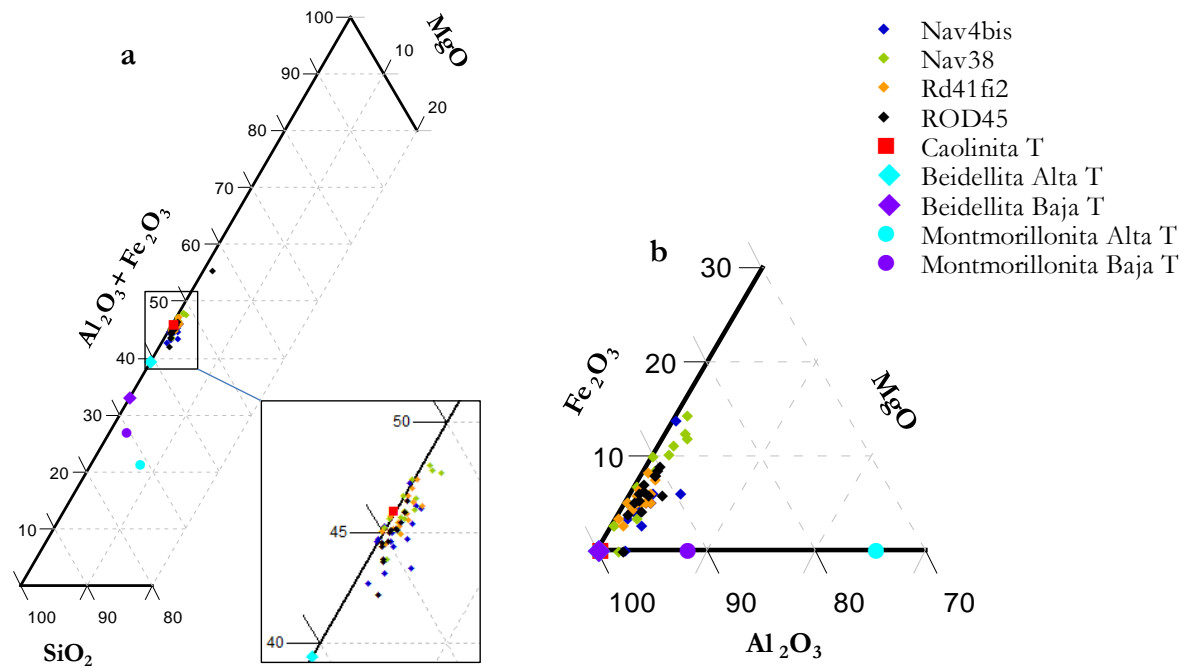 a
100
90
80
70
60
50
40
30
20
10
MgO
10
20
Al₂O₃+ Fe₂O₃
100
90
80
SiO₂
50
45
40
b
30
20
10
Fe₂O₃
MgO
100
90
80
70
Al₂O₃
Nav4bis
Nav38
Rd41fi2
ROD45
Caolinita T
Beidellita Alta T
Beidellita Baja T
Montmorillonita Alta T
Montmorillonita Baja T